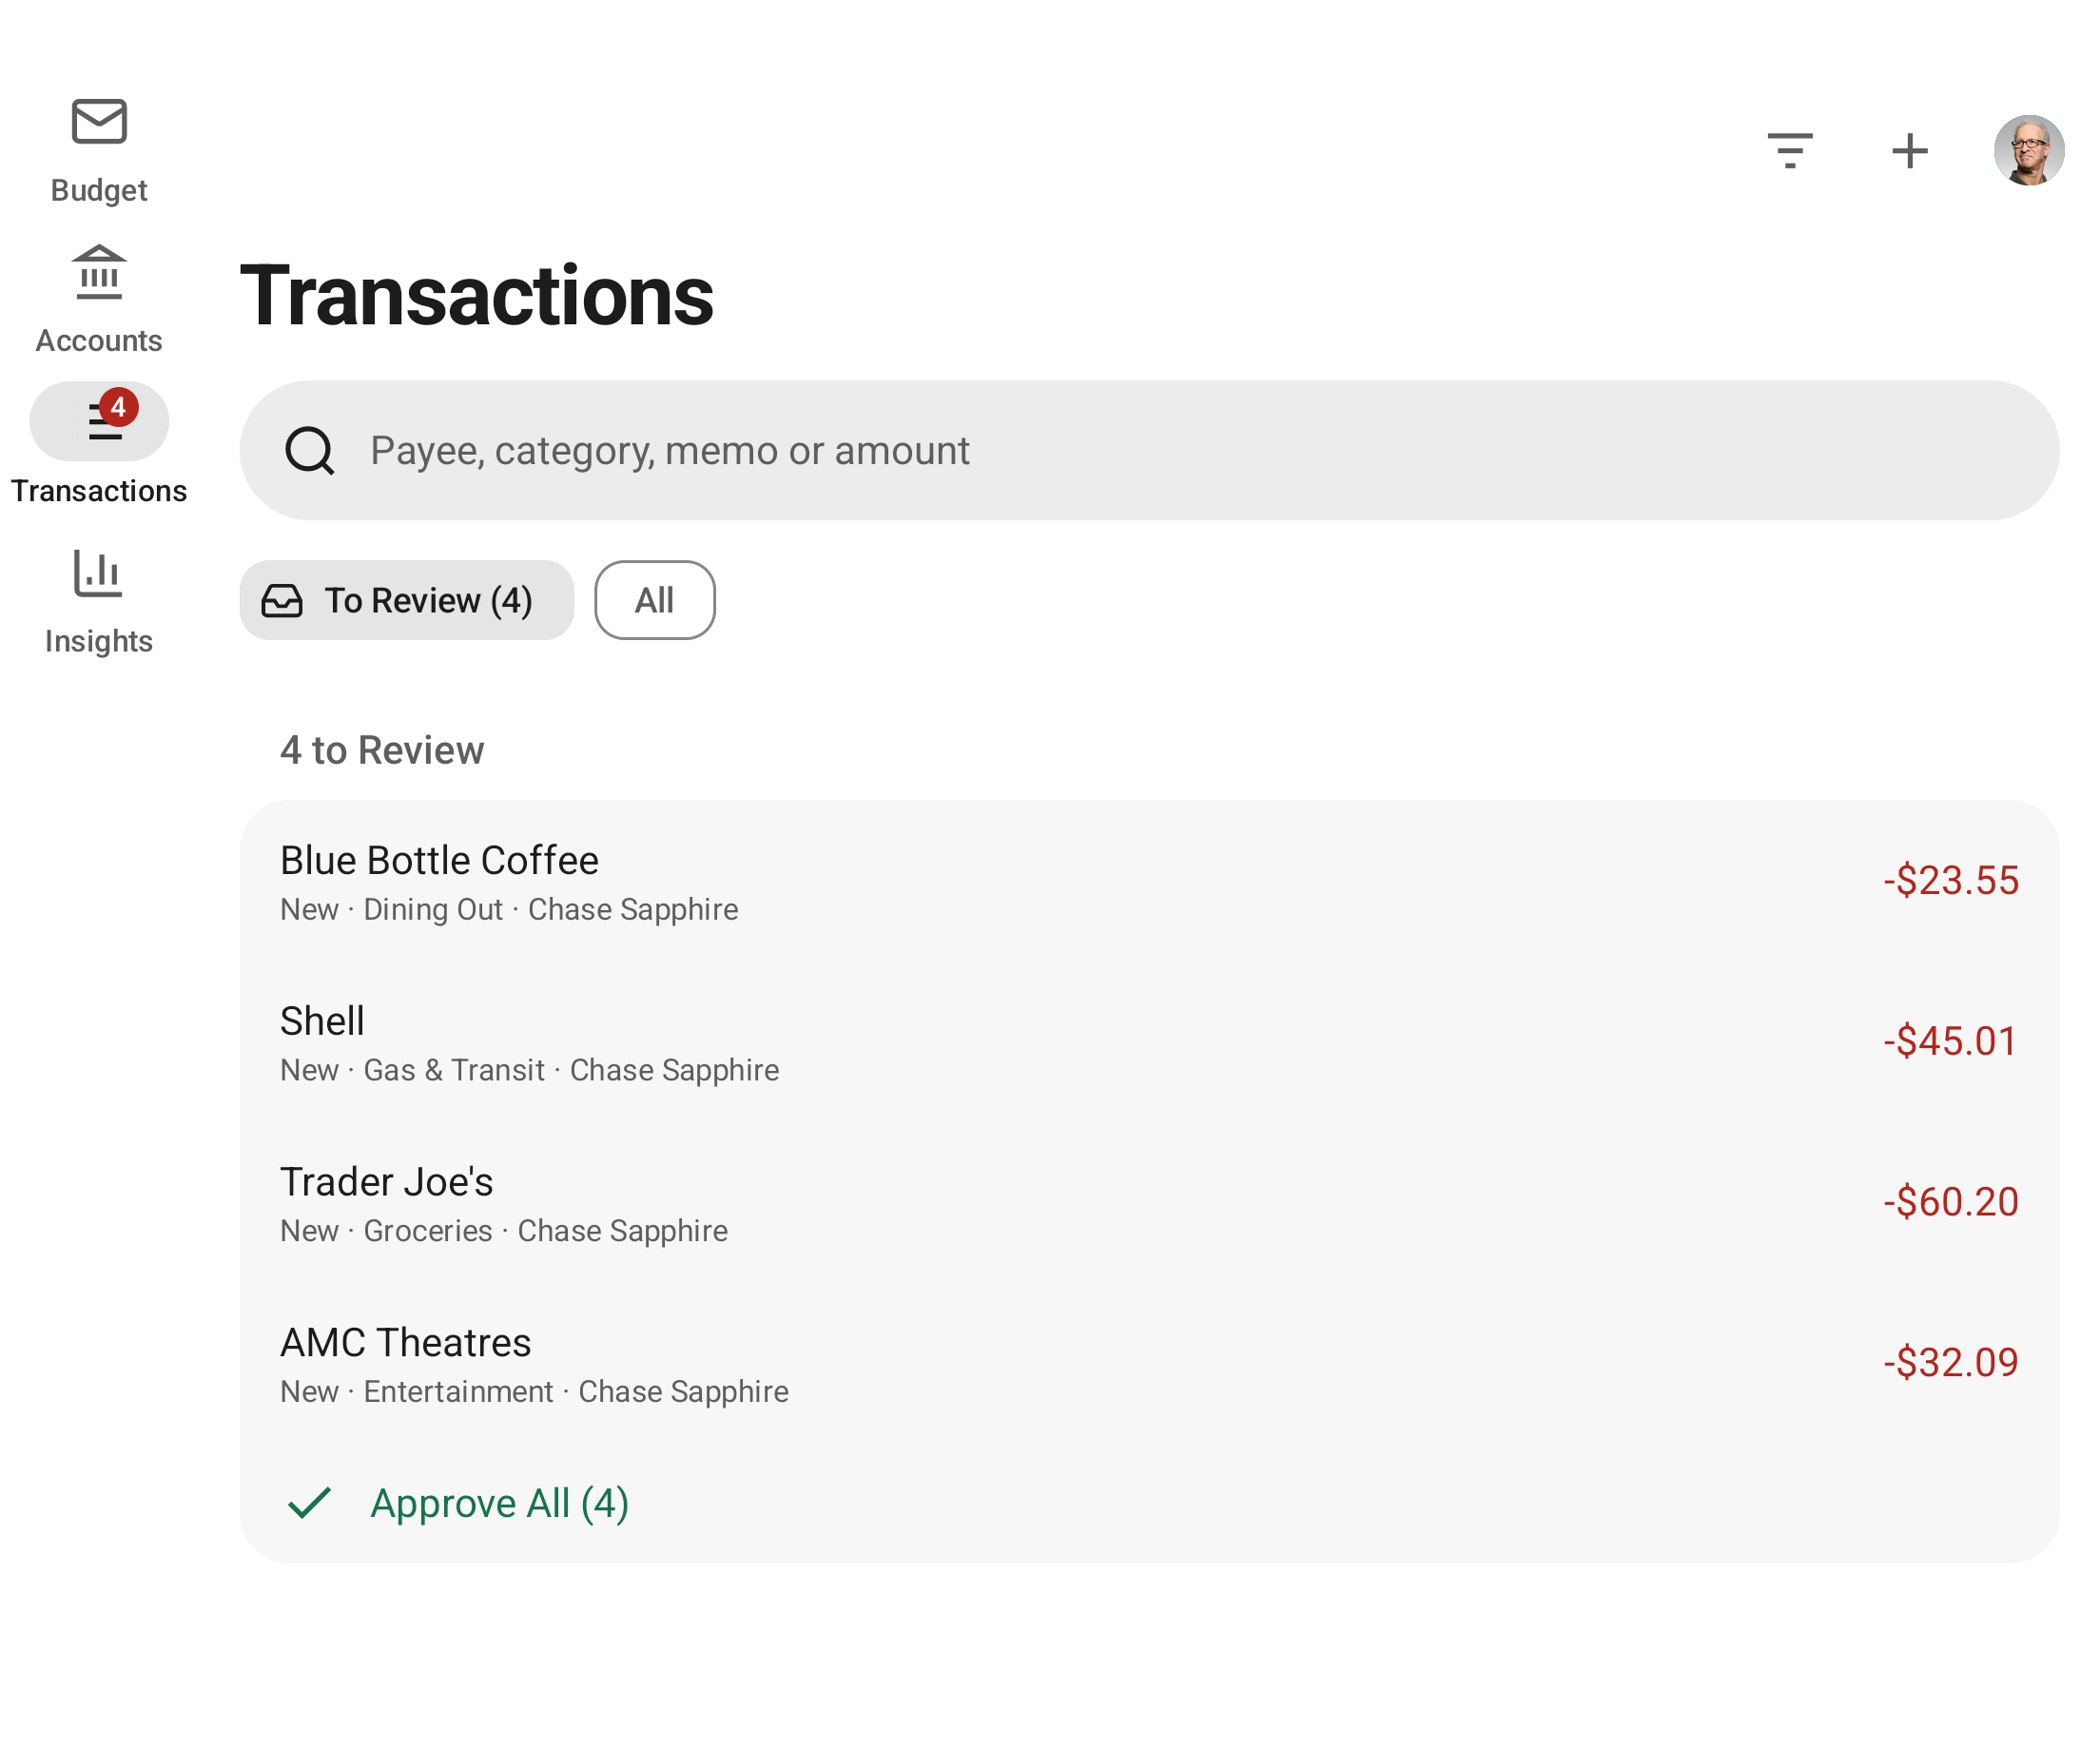 Budget
Accounts
4
Transactions
Insights
Transactions
Payee, category, memo or amount
To Review (4)
All
4 to Review
Blue Bottle Coffee
-$23.55
New · Dining Out · Chase Sapphire
Shell
-$45.01
New · Gas & Transit · Chase Sapphire
Trader Joe's
-$60.20
New · Groceries · Chase Sapphire
AMC Theatres
-$32.09
New · Entertainment · Chase Sapphire
Approve All (4)